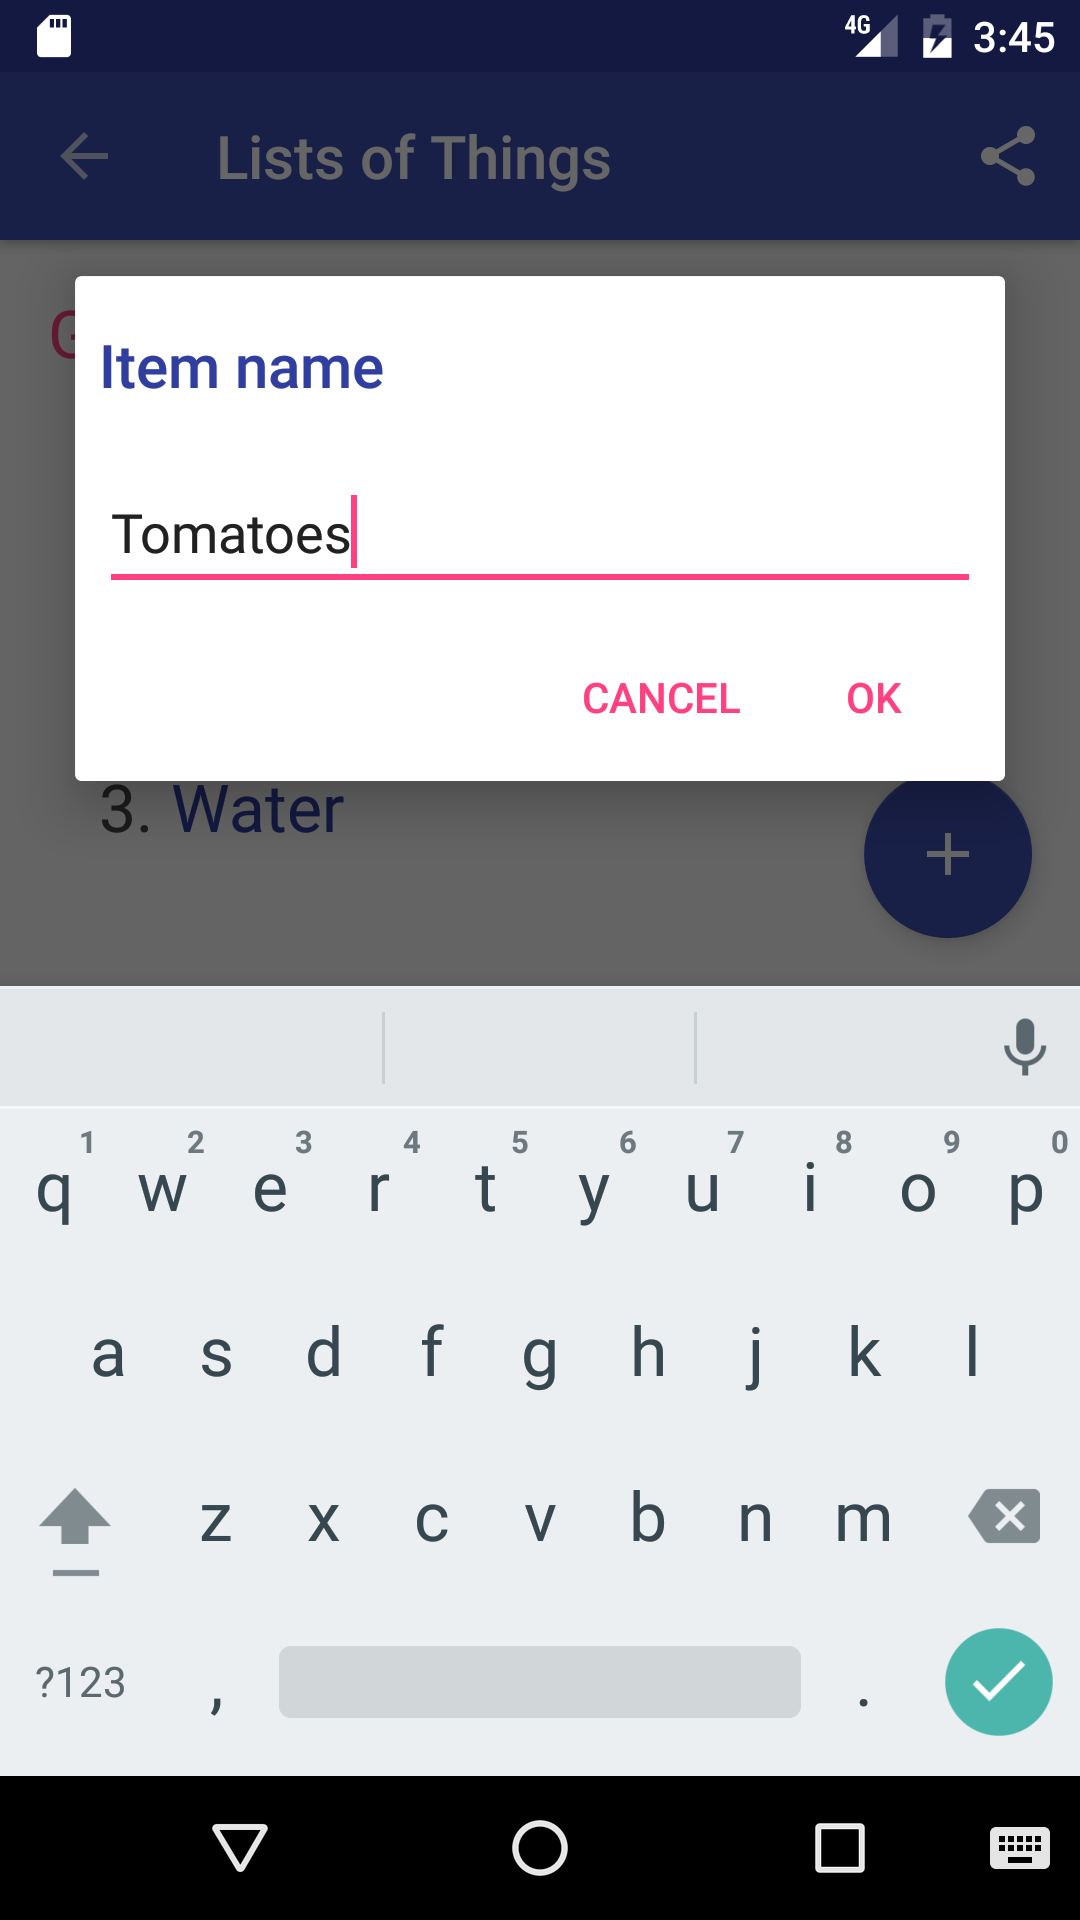 4G 3:45
Lists of Things
G
Item name
Tomatoes
CANCEL OK
3. Water
1 2 3 4 5 6 7 8 9 0
q w e r t y u i o p
a s d f g h j k l
z x c v b n m
?123 , .